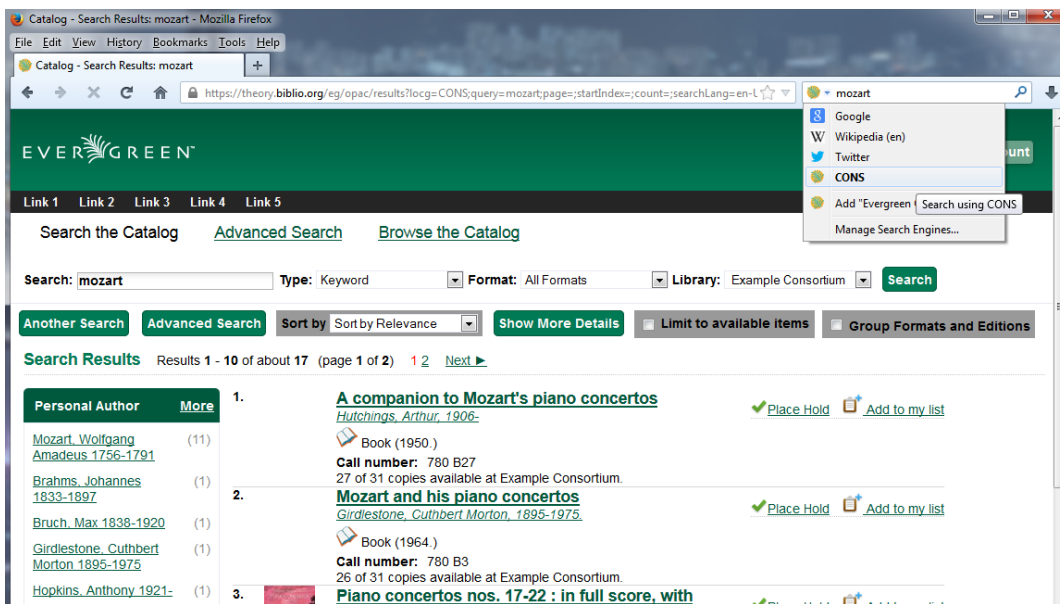 Catalog - Search Results: mozart - Mozilla Firefox
File Edit View History Bookmarks Tools Help
Catalog - Search Results: mozart +
https://theory.biblio.org/eg/opac/results?locg=CONS;query=mozart;page=;startIndex=;count=;searchLang=en-U
mozart
Google
Wikipedia (en)
Twitter
CONS
Add "Evergreen
Search using CONS
Manage Search Engines...
EVERGREEN
unt
Link 1 Link 2 Link 3 Link 4 Link 5
Search the Catalog Advanced Search Browse the Catalog
Search: mozart Type: Keyword Format: All Formats Library: Example Consortium Search
Another Search Advanced Search Sort by Sort by Relevance Show More Details Limit to available items Group Formats and Editions
Search Results Results 1 - 10 of about 17 (page 1 of 2) 1 2 Next ►
Personal Author More
Mozart, Wolfgang Amadeus 1756-1791 (11)
Brahms, Johannes 1833-1897 (1)
Bruch, Max 1838-1920 (1)
Girdlestone, Cuthbert Morton 1895-1975 (1)
Hopkins, Anthony 1921- (1)
1. A companion to Mozart's piano concertos
Hutchings, Arthur, 1906-
Book (1950.)
Call number: 780 B27
27 of 31 copies available at Example Consortium.
Place Hold Add to my list
2. Mozart and his piano concertos
Girdlestone, Cuthbert Morton, 1895-1975.
Book (1964.)
Call number: 780 B3
26 of 31 copies available at Example Consortium.
Place Hold Add to my list
3. Piano concertos nos. 17-22 : in full score, with